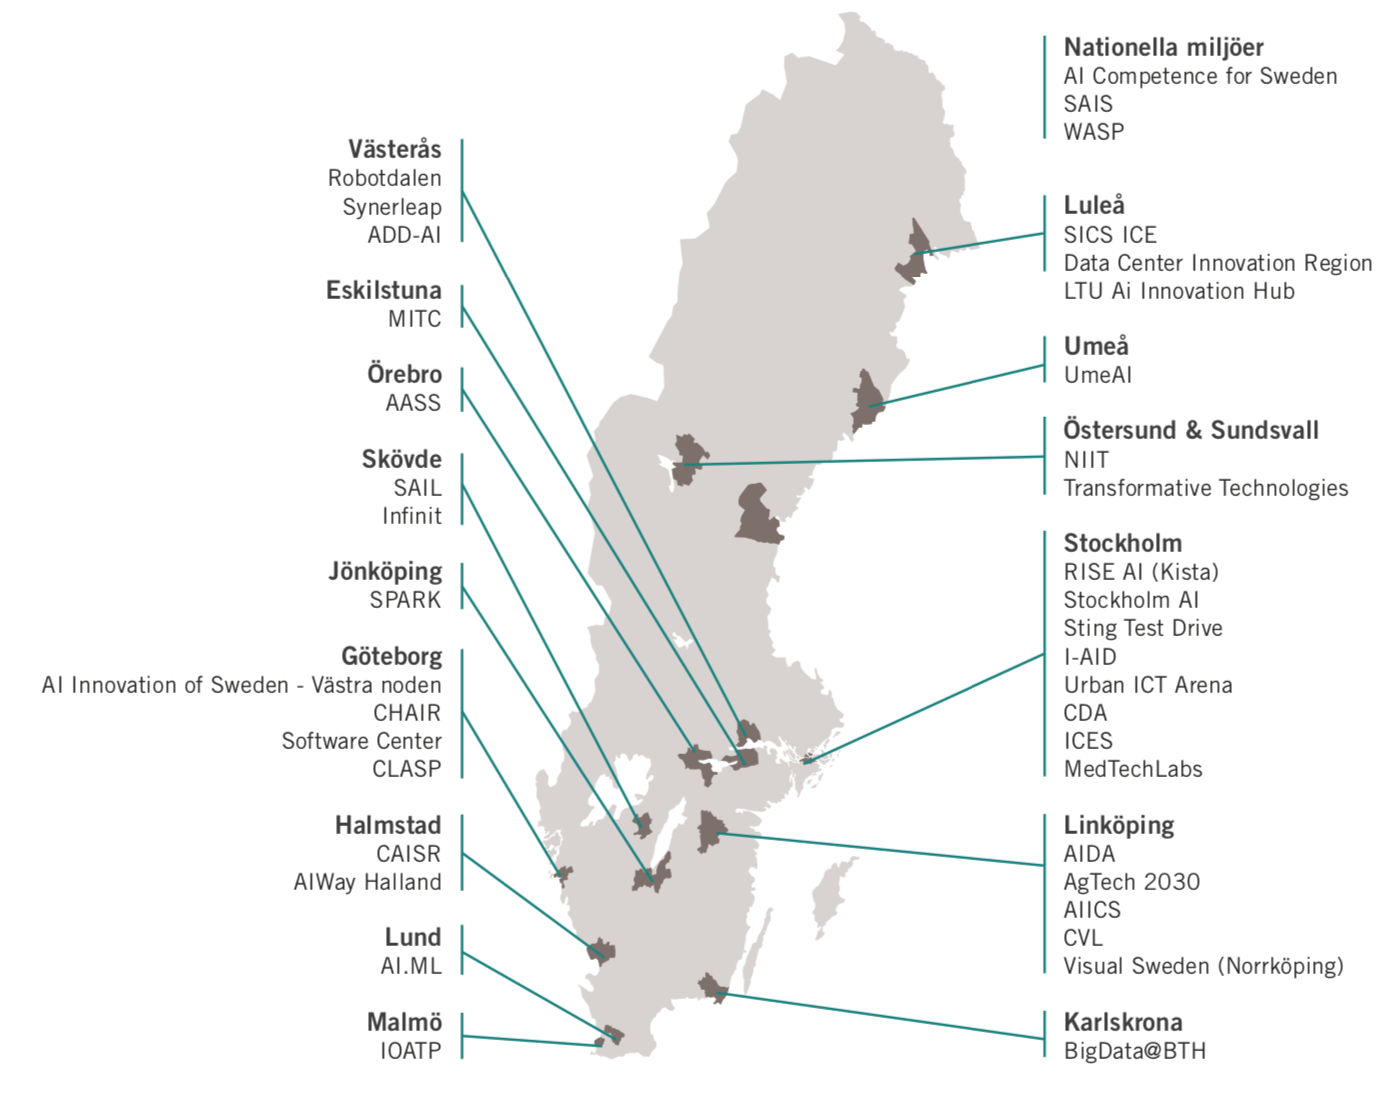 Västerås
Robotdalen
Synerleap
ADD-AI
Eskilstuna
MITC
Örebro
AASS
Skövde
SAIL
Infinit
Jönköping
SPARK
Göteborg
AI Innovation of Sweden - Västra noden
CHAIR
Software Center
CLASP
Halmstad
CAISR
AIWay Halland
Lund
AI.ML
Malmö
IOATP
Nationella miljöer
AI Competence for Sweden
SAIS
WASP
Luleå
SICS ICE
Data Center Innovation Region
LTU Ai Innovation Hub
Umeå
UmeAI
Östersund & Sundsvall
NIIT
Transformative Technologies
Stockholm
RISE AI (Kista)
Stockholm AI
Sting Test Drive
I-AID
Urban ICT Arena
CDA
ICES
MedTechLabs
Linköping
AIDA
AgTech 2030
AIICS
CVL
Visual Sweden (Norrköping)
Karlskrona
BigData@BTH